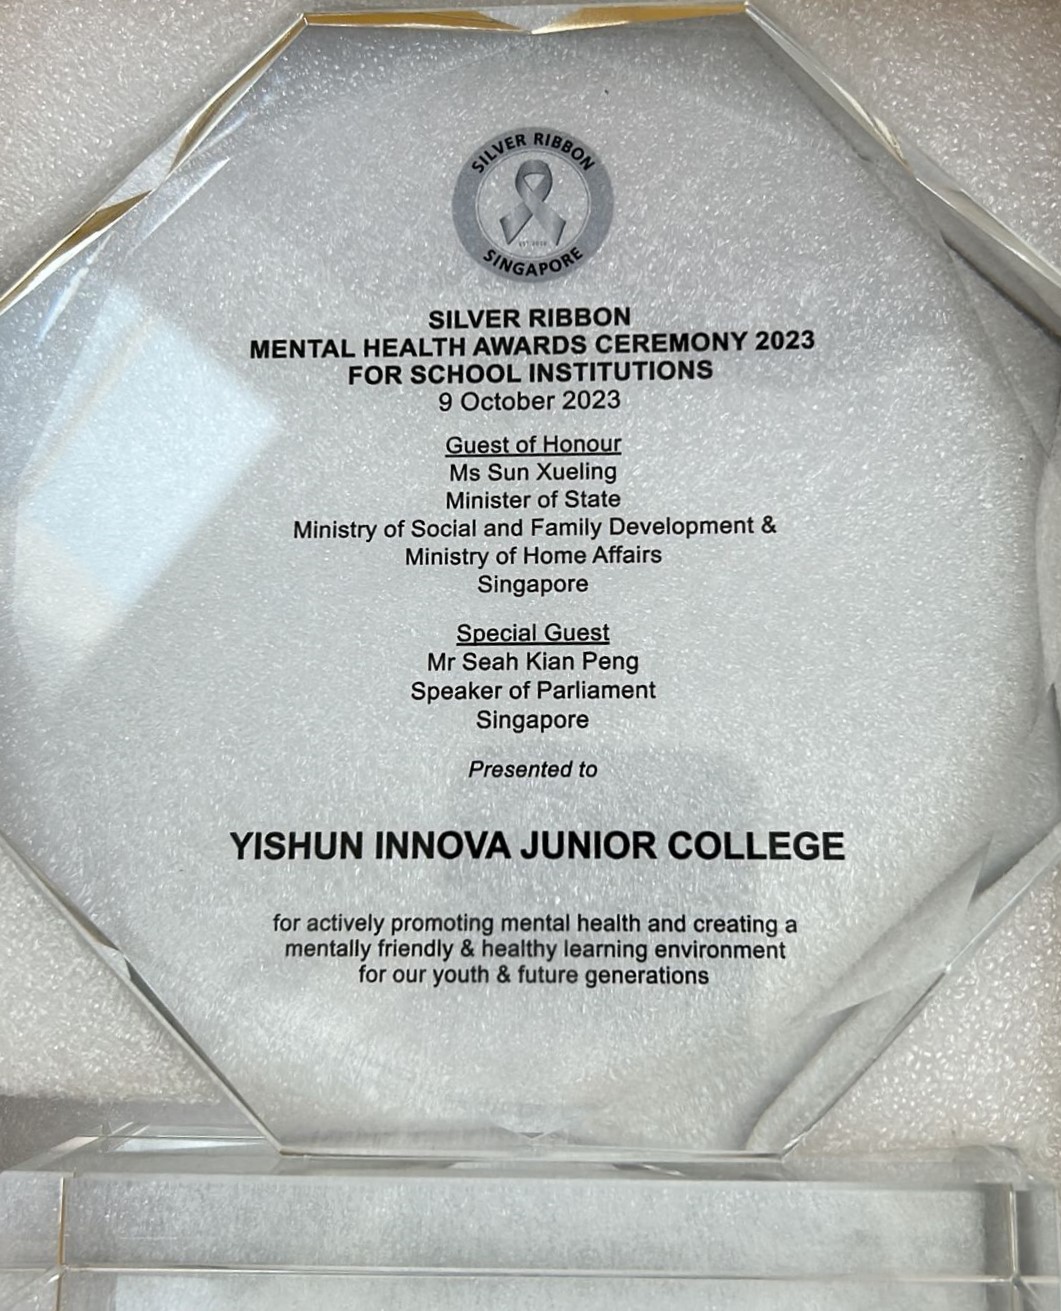 SILVER RIBBON
SINGAPORE
SILVER RIBBON
MENTAL HEALTH AWARDS CEREMONY 2023
FOR SCHOOL INSTITUTIONS
9 October 2023
Guest of Honour
Ms Sun Xueling
Minister of State
Ministry of Social and Family Development &
Ministry of Home Affairs
Singapore
Special Guest
Mr Seah Kian Peng
Speaker of Parliament
Singapore
Presented to
YISHUN INNOVA JUNIOR COLLEGE
for actively promoting mental health and creating a
mentally friendly & healthy learning environment
for our youth & future generations